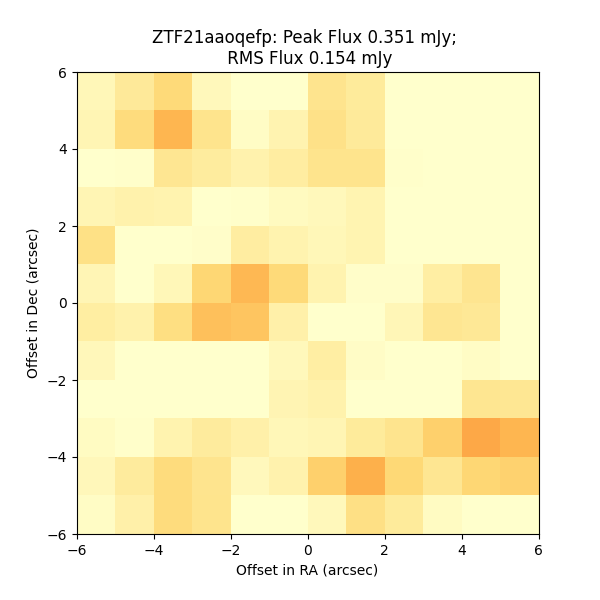 ZTF21aaoqefp: Peak Flux 0.351 mJy;
RMS Flux 0.154 mJy
6
4
2
0
−2
−4
−6
Offset in Dec (arcsec)
−6 −4 −2 0 2 4 6
Offset in RA (arcsec)